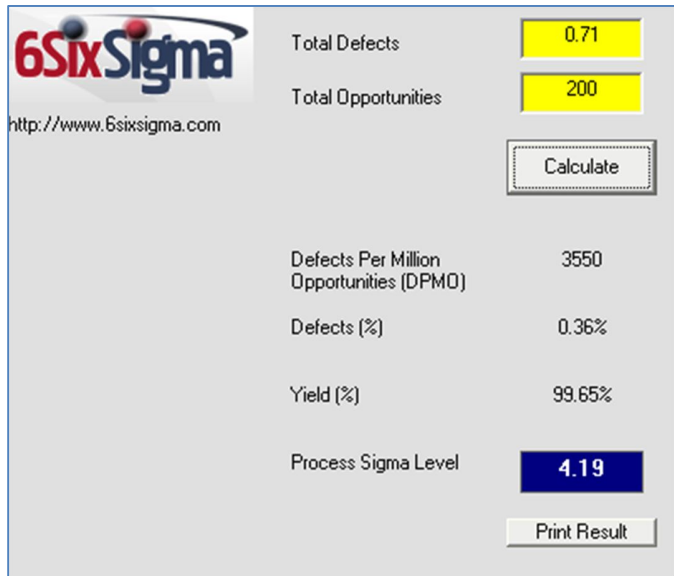 6SixSigma
http://www.6sixsigma.com
Total Defects 0.71
Total Opportunities 200
Calculate
Defects Per Million
Opportunities (DPMO) 3550
Defects (%) 0.36%
Yield (%) 99.65%
Process Sigma Level 4.19
Print Result